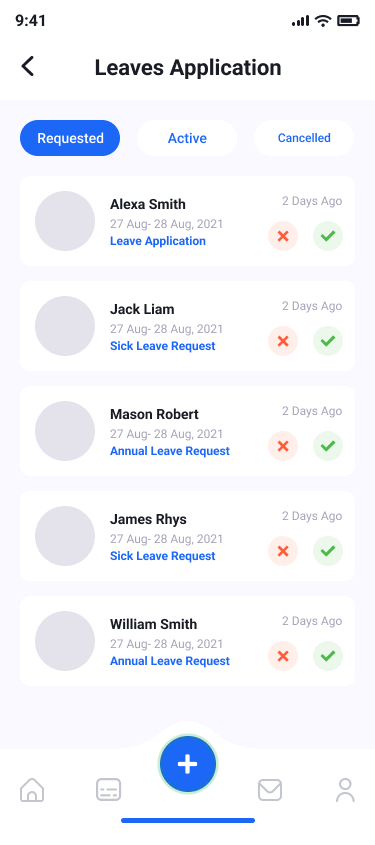 9:41
Leaves Application
Requested
Active
Cancelled
Alexa Smith
2 Days Ago
27 Aug- 28 Aug, 2021
Leave Application
Jack Liam
2 Days Ago
27 Aug- 28 Aug, 2021
Sick Leave Request
Mason Robert
2 Days Ago
27 Aug- 28 Aug, 2021
Annual Leave Request
James Rhys
2 Days Ago
27 Aug- 28 Aug, 2021
Sick Leave Request
William Smith
2 Days Ago
27 Aug- 28 Aug, 2021
Annual Leave Request